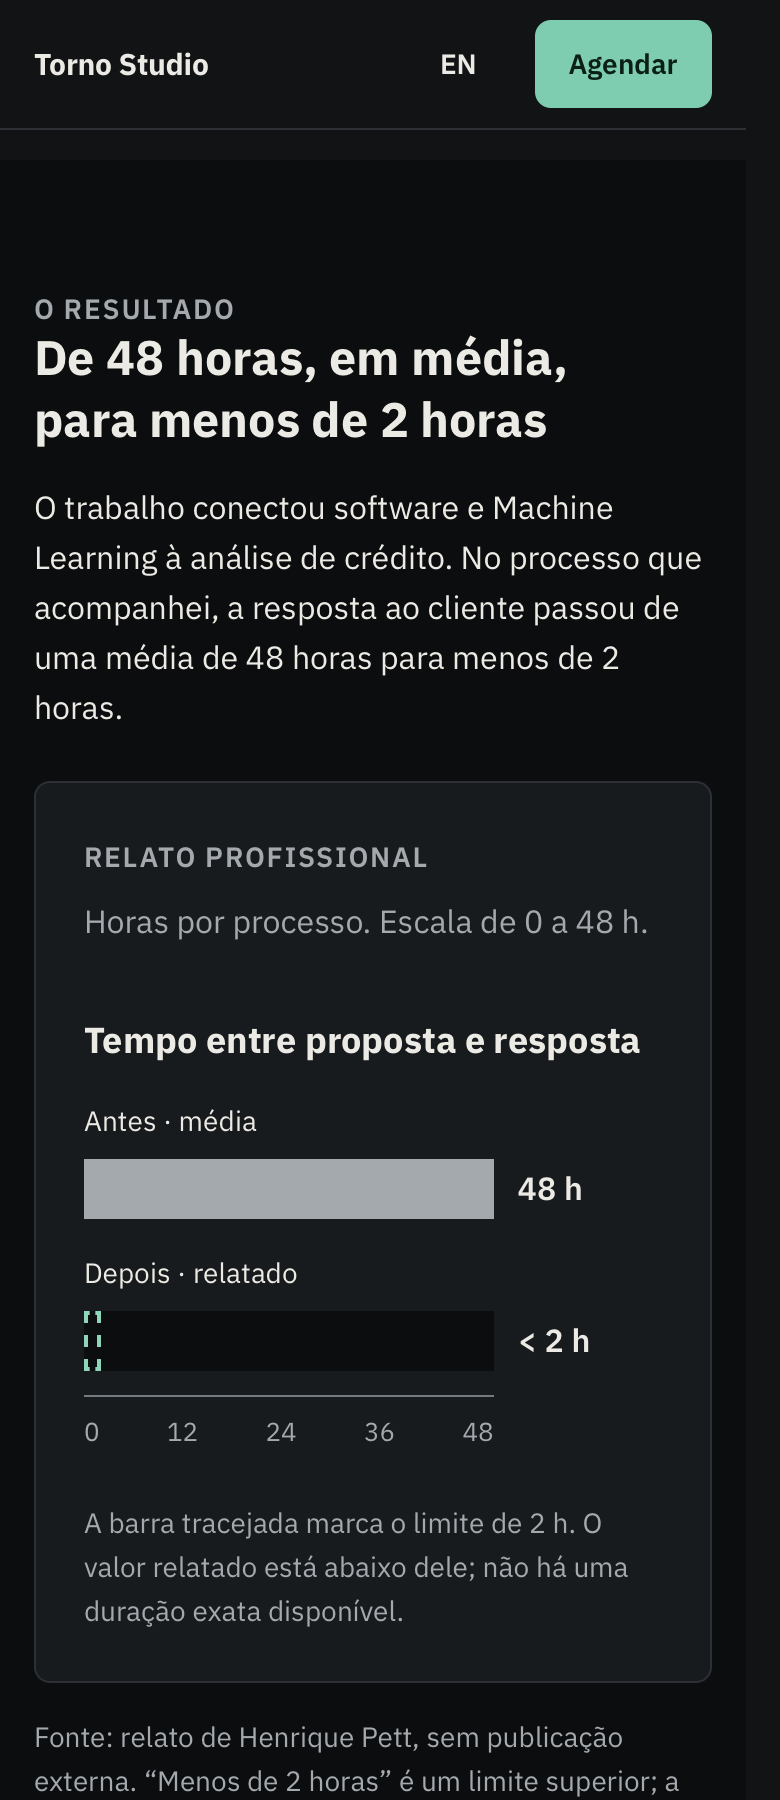 Torno Studio
EN
Agendar
O RESULTADO
De 48 horas, em média,
para menos de 2 horas
O trabalho conectou software e Machine
Learning à análise de crédito. No processo que
acompanhei, a resposta ao cliente passou de
uma média de 48 horas para menos de 2
horas.
RELATO PROFISSIONAL
Horas por processo. Escala de 0 a 48 h.
Tempo entre proposta e resposta
Antes · média
48 h
Depois · relatado
< 2 h
0 12 24 36 48
A barra tracejada marca o limite de 2 h. O
valor relatado está abaixo dele; não há uma
duração exata disponível.
Fonte: relato de Henrique Pett, sem publicação
externa. “Menos de 2 horas” é um limite superior; a